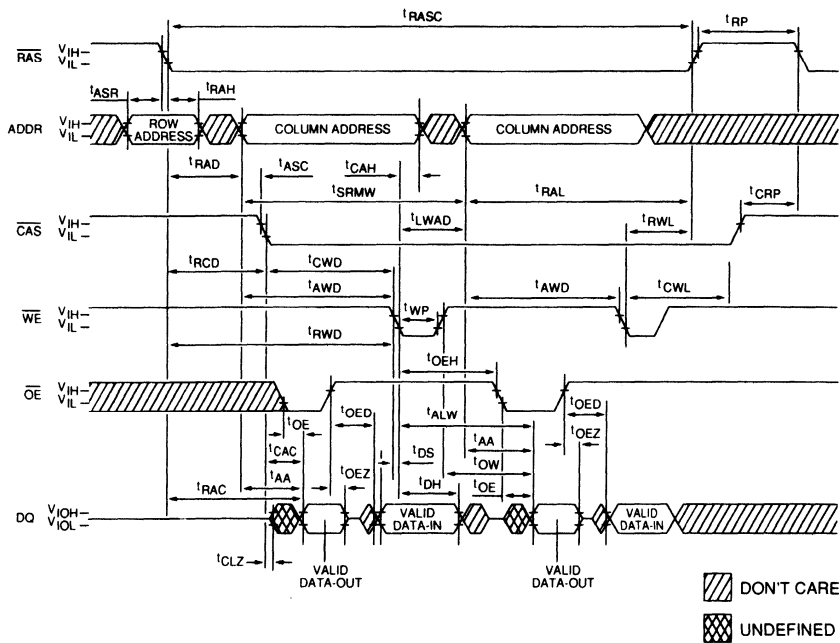 tRASC
tRP
RAS VIH VIL
tASR
tRAH
ADDR VIH VIL
ROW ADDRESS
COLUMN ADDRESS
COLUMN ADDRESS
tRAD
tASC
tCAH
tSRMW
tRAL
tCRP
CAS VIH VIL
tLWAD
tRWL
tRCD
tCWD
tAWD
tAWD
tCWL
WE VIH VIL
tWP
tRWD
tOEH
OE VIH VIL
tOE
tOED
tALW
tOED
tCAC
tAA
tOEZ
tDS
tAA
tOW
tOEZ
tRAC
tDH
tOE
DQ VIOH VIOL
VALID DATA-IN
VALID DATA-IN
tCLZ
VALID DATA-OUT
VALID DATA-OUT
DON'T CARE
UNDEFINED